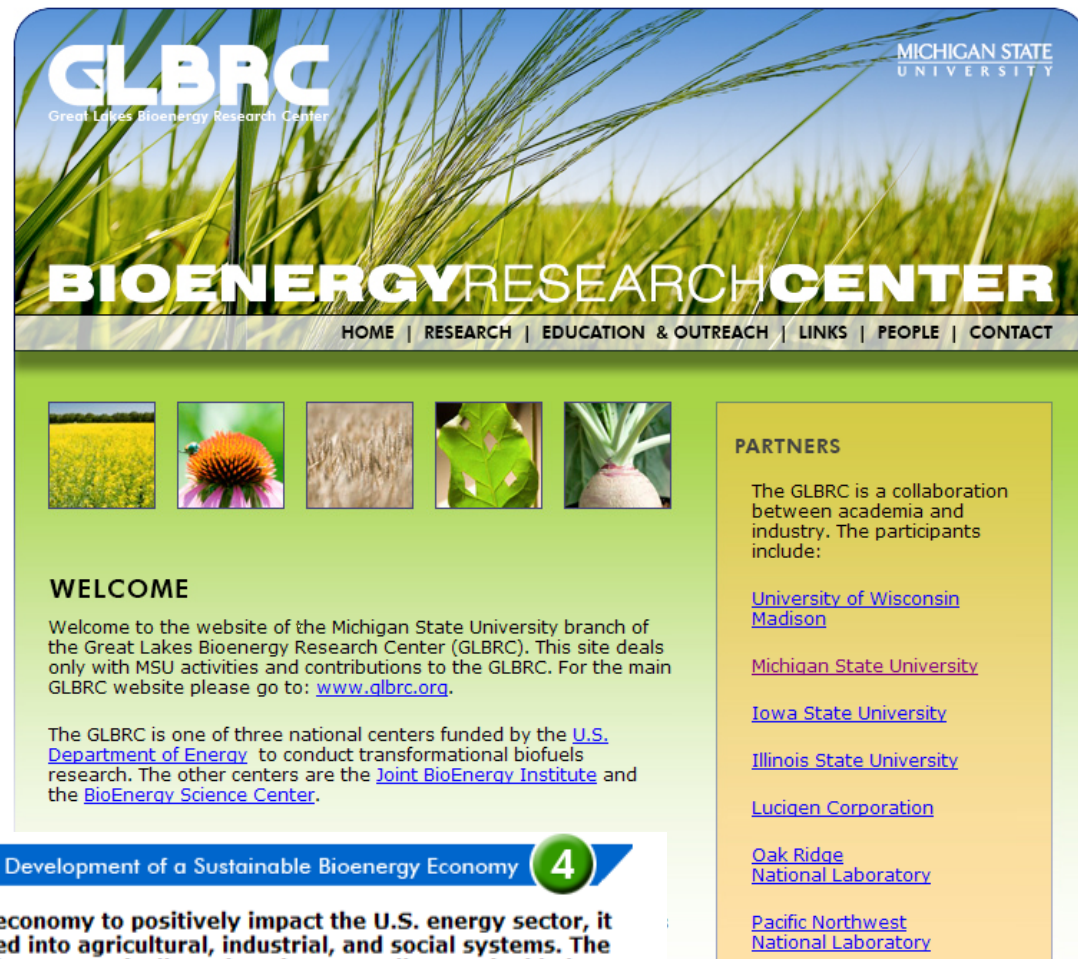 GLBRC
Great Lakes Bioenergy Research Center
MICHIGAN STATE
UNIVERSITY
BIOENERGYRESEARCHCENTER
HOME | RESEARCH | EDUCATION & OUTREACH | LINKS | PEOPLE | CONTACT
WELCOME
Welcome to the website of the Michigan State University branch of
the Great Lakes Bioenergy Research Center (GLBRC). This site deals
only with MSU activities and contributions to the GLBRC. For the main
GLBRC website please go to: www.glbrc.org.
The GLBRC is one of three national centers funded by the U.S.
Department of Energy to conduct transformational biofuels
research. The other centers are the Joint BioEnergy Institute and
the BioEnergy Science Center.
Development of a Sustainable Bioenergy Economy 4
economy to positively impact the U.S. energy sector, it
ed into agricultural, industrial, and social systems. The
PARTNERS
The GLBRC is a collaboration
between academia and
industry. The participants
include:
University of Wisconsin
Madison
Michigan State University
Iowa State University
Illinois State University
Lucigen Corporation
Oak Ridge
National Laboratory
Pacific Northwest
National Laboratory